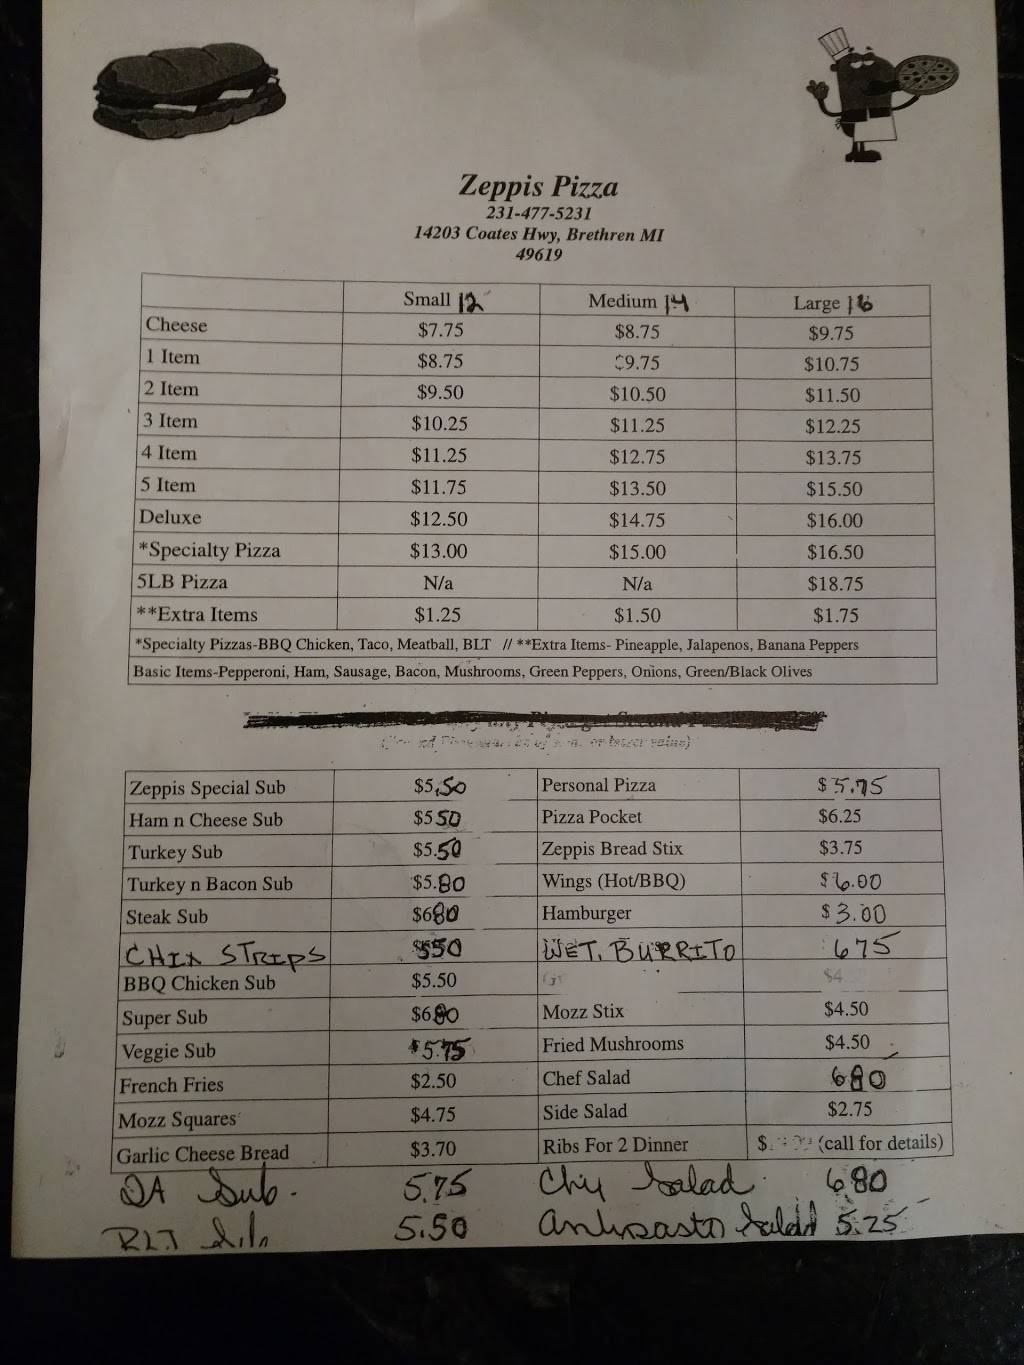 Zeppis Pizza
231-477-5231
14203 Coates Hwy, Brethren MI
49619
Small 12 Medium 14 Large 16
Cheese $7.75 $8.75 $9.75
1 Item $8.75 9.75 $10.75
2 Item $9.50 $10.50 $11.50
3 Item $10.25 $11.25 $12.25
4 Item $11.25 $12.75 $13.75
5 Item $11.75 $13.50 $15.50
Deluxe $12.50 $14.75 $16.00
*Specialty Pizza $13.00 $15.00 $16.50
5LB Pizza N/a N/a $18.75
**Extra Items $1.25 $1.50 $1.75
*Specialty Pizzas-BBQ Chicken, Taco, Meatball, BLT // **Extra Items- Pineapple, Jalapenos, Banana Peppers
Basic Items-Pepperoni, Ham, Sausage, Bacon, Mushrooms, Green Peppers, Onions, Green/Black Olives
Zeppis Special Sub $5.50 Personal Pizza $5.75
Ham n Cheese Sub $5 50 Pizza Pocket $6.25
Turkey Sub $5.50 Zeppis Bread Stix $3.75
Turkey n Bacon Sub $5.80 Wings (Hot/BBQ) $6.00
Steak Sub $680 Hamburger $3.00
CHIX STRIPS $550 WET. BURRITO 675
BBQ Chicken Sub $5.50 $4
Super Sub $680 Mozz Stix $4.50
Veggie Sub $5.75 Fried Mushrooms $4.50
French Fries $2.50 Chef Salad 680
Mozz Squares $4.75 Side Salad $2.75
Garlic Cheese Bread $3.70 Ribs For 2 Dinner $ (call for details)
Sub. 5.75 Salad 6.80
5.50 Salad 5.25